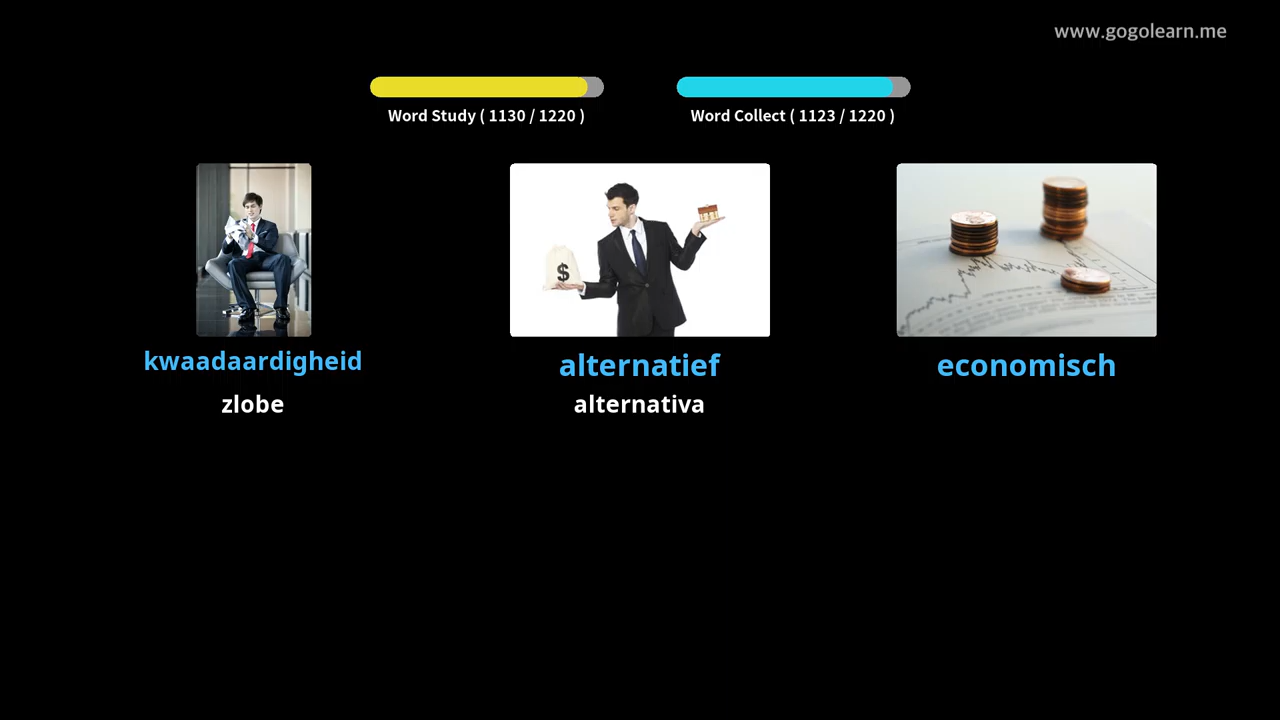 www.gogolearn.me
Word Study ( 1130 / 1220 )
Word Collect ( 1123 / 1220 )
$
kwaadaardigheid
alternatief
economisch
zlobe
alternativa